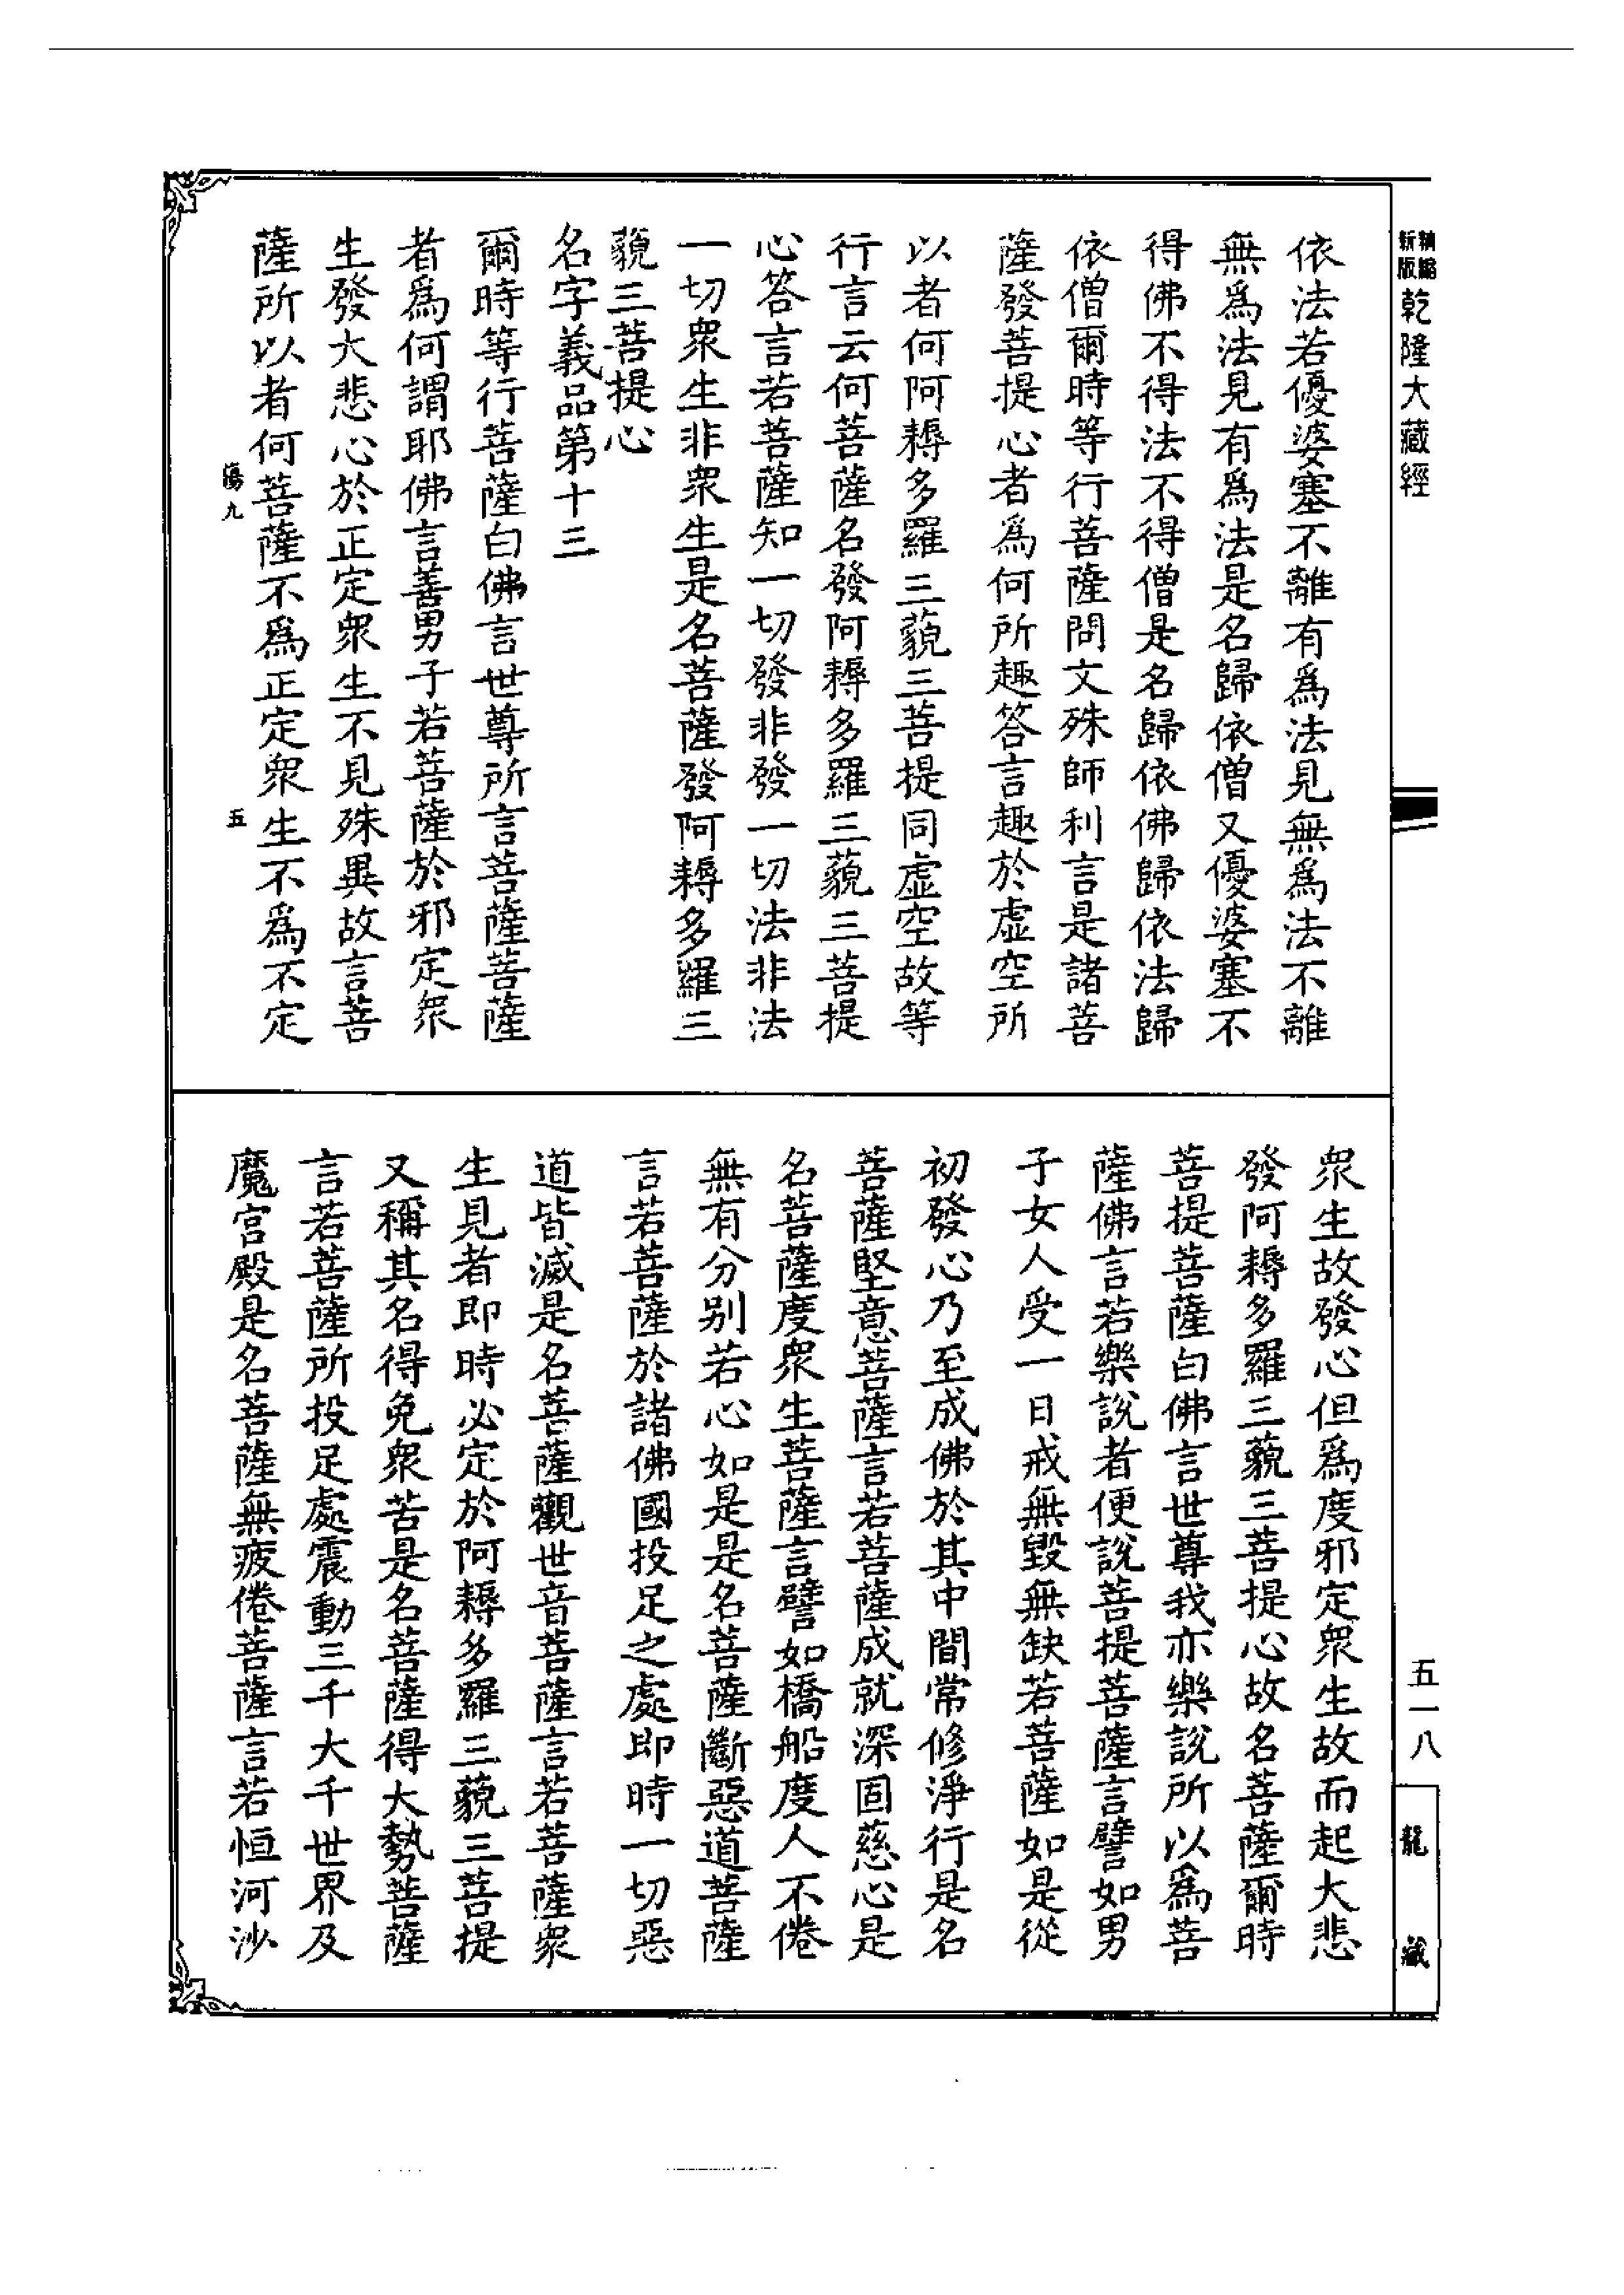 新版 精縮 乾隆大藏經
依法若優婆塞不離有為法見無為法不離
無為法見有為法是名歸依僧又優婆塞不
得佛不得法不得僧是名歸依佛歸依法歸
依僧爾時等行菩薩問文殊師利言是諸菩
薩發菩提心者為何所趣答言趣於虛空所
以者何阿耨多羅三藐三菩提同虛空故等
行言云何菩薩名發阿耨多羅三藐三菩提
心答言若菩薩知一切發非發一切法非法
一切眾生非眾生是名菩薩發阿耨多羅三
藐三菩提心
名字義品第十三
爾時等行菩薩白佛言世尊所言菩薩菩薩
者為何謂耶佛言善男子若菩薩於邪定眾
生發大悲心於正定眾生不見殊異故言菩
薩所以者何菩薩不為正定眾生不為不定
九 五
眾生故發心但為度邪定眾生故而起大悲
發阿耨多羅三藐三菩提心故名菩薩爾時
菩提菩薩白佛言世尊我亦樂說所以為菩
薩佛言若樂說者便說菩提菩薩言譬如男
子女人受一日戒無毀無缺若菩薩如是從
初發心乃至成佛於其中間常修淨行是名
菩薩堅意菩薩言若菩薩成就深固慈心是
名菩薩度眾生菩薩言譬如橋船度人不倦
無有分別若心如是是名菩薩斷惡道菩薩
言若菩薩於諸佛國投足之處即時一切惡
道皆滅是名菩薩觀世音菩薩言若菩薩眾
生見者即時必定於阿耨多羅三藐三菩提
又稱其名得免眾苦是名菩薩得大勢菩薩
言若菩薩所投足處震動三千大千世界及
魔宮殿是名菩薩無疲倦菩薩言若恒河沙
五一八
龍藏